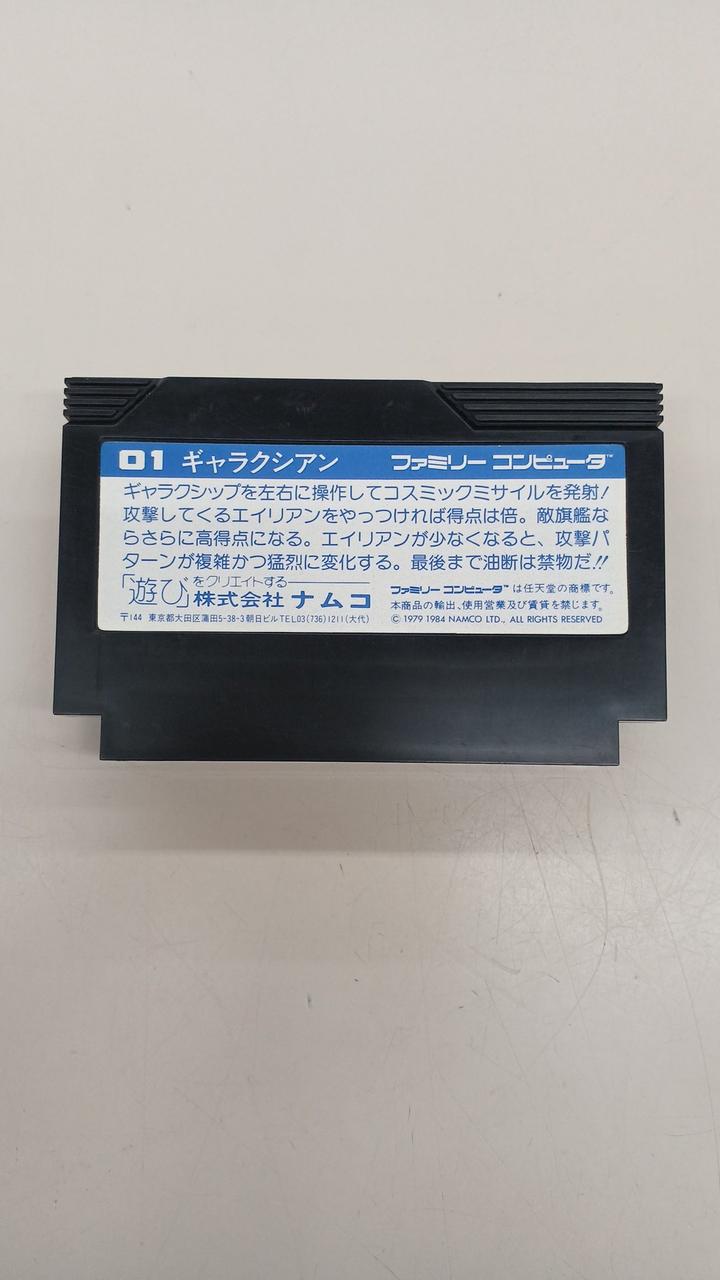 01 ギャラクシアン ファミリー コンピュータ™
ギャラクシップを左右に操作してコスミックミサイルを発射!
攻撃してくるエイリアンをやっつければ得点は倍。敵旗艦な
らさらに高得点になる。エイリアンが少なくなると、攻撃パ
ターンが複雑かつ猛烈に変化する。最後まで油断は禁物だ!!
「遊び」をクリエイトする
株式会社 ナムコ
〒144 東京都大田区蒲田5-38-3朝日ビルTEL03(736)1211(大代)
ファミリー コンピュータ™は任天堂の商標です。
本商品の輸出、使用営業及び賃貸を禁じます。
© 1979 1984 NAMCO LTD., ALL RIGHTS RESERVED